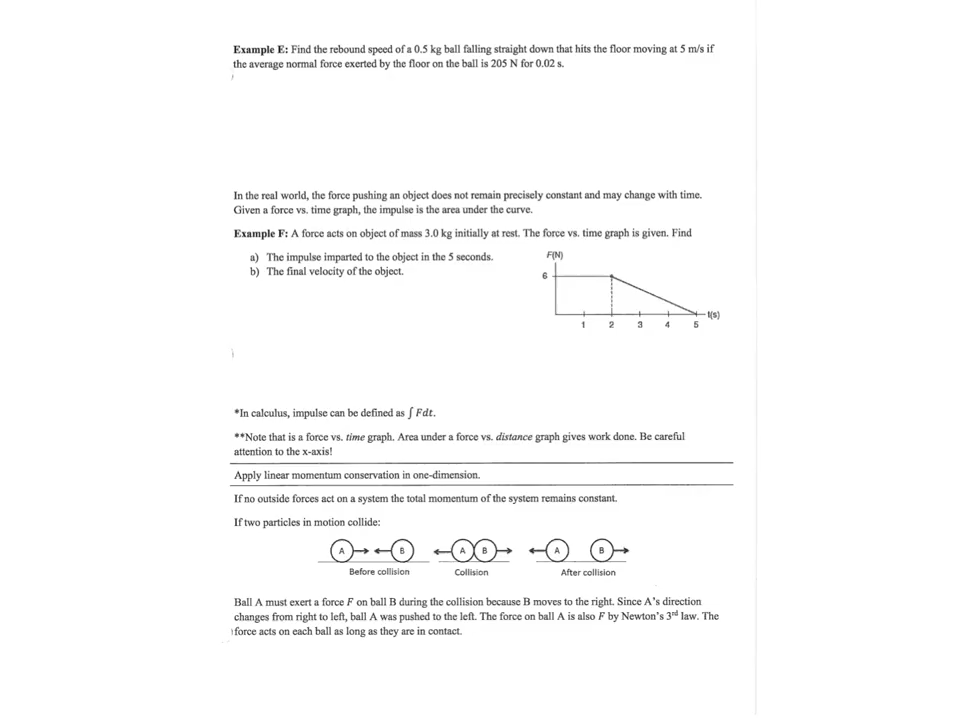 Example E: Find the rebound speed of a 0.5 kg ball falling straight down that hits the floor moving at 5 m/s if
the average normal force exerted by the floor on the ball is 205 N for 0.02 s.
In the real world, the force pushing an object does not remain precisely constant and may change with time.
Given a force vs. time graph, the impulse is the area under the curve.
Example F: A force acts on object of mass 3.0 kg initially at rest. The force vs. time graph is given. Find
a) The impulse imparted to the object in the 5 seconds.
b) The final velocity of the object.
F(N)
6
t(s)
1 2 3 4 5
*In calculus, impulse can be defined as ∫ Fdt.
**Note that is a force vs. time graph. Area under a force vs. distance graph gives work done. Be careful
attention to the x-axis!
Apply linear momentum conservation in one-dimension.
If no outside forces act on a system the total momentum of the system remains constant.
If two particles in motion collide:
A B A B A B
Before collision Collision After collision
Ball A must exert a force F on ball B during the collision because B moves to the right. Since A's direction
changes from right to left, ball A was pushed to the left. The force on ball A is also F by Newton's 3rd law. The
force acts on each ball as long as they are in contact.